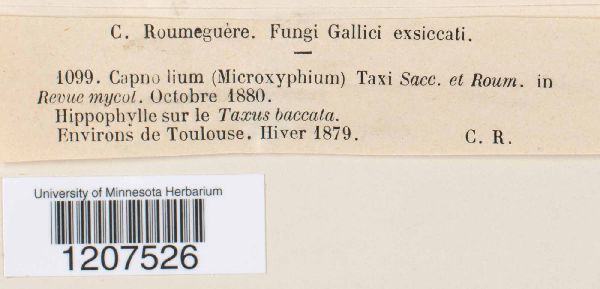 C. Roumeguère. Fungi Gallici exsiccati.
1099. Capno lium (Microxyphium) Taxi Sacc. et Roum. in
Revue mycol. Octobre 1880.
Hippophylle sur le Taxus baccata.
Environs de Toulouse. Hiver 1879. C. R.
University of Minnesota Herbarium
1207526